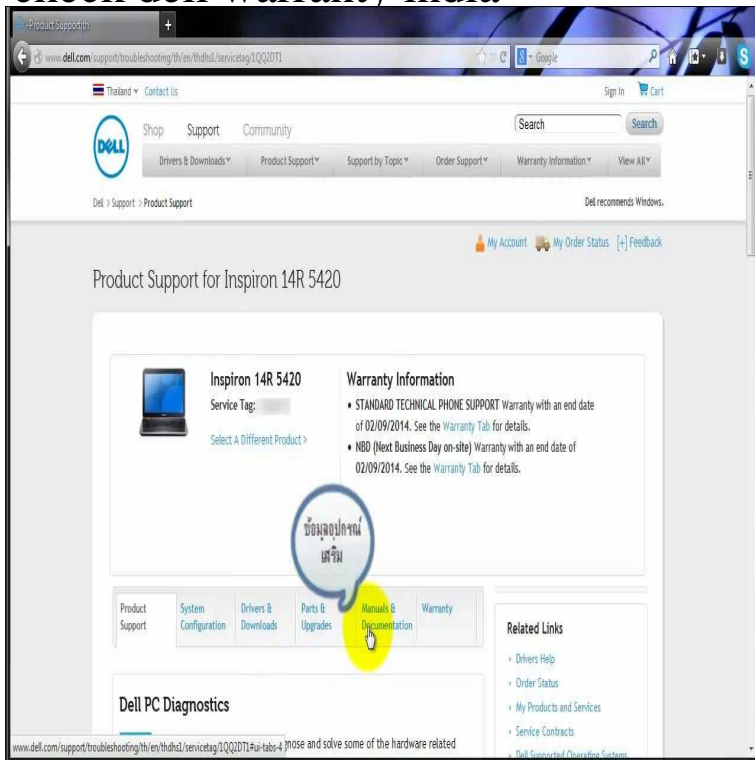 check dell warranty india
www.dell.com/support/troubleshooting/th/en/thdhs1/servicetag/1QQ2DT1
Google
Thailand Contact Us
Sign In Cart
DELL
Shop Support Community
Search Search
Drivers & Downloads Product Support Support by Topic Order Support Warranty Information View All
Dell > Support > Product Support
Dell recommends Windows.
My Account My Order Status [+] Feedback
Product Support for Inspiron 14R 5420
Inspiron 14R 5420
Service Tag:
Select A Different Product >
Warranty Information
• STANDARD TECHNICAL PHONE SUPPORT Warranty with an end date
of 02/09/2014. See the Warranty Tab for details.
• NBD (Next Business Day on-site) Warranty with an end date of
02/09/2014. See the Warranty Tab for details.
ข้อมูลอุปกรณ์
เสริม
Product Support
System Configuration
Drivers & Downloads
Parts & Upgrades
Manuals & Documentation
Warranty
Related Links
Drivers Help
Order Status
My Products and Services
Service Contracts
Dell Supported Operating Systems
Dell PC Diagnostics
www.dell.com/support/troubleshooting/th/en/thdhs1/servicetag/1QQ2DT1#ui-tabs-4
nose and solve some of the hardware related